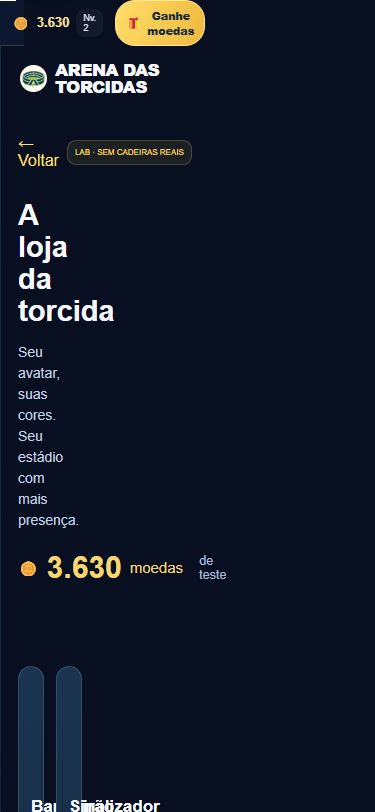 3.630
Nv.
2
Ganhe
moedas
ARENA DAS
TORCIDAS
←
Voltar
LAB · SEM CADEIRAS REAIS
A
loja
da
torcida
Seu
avatar,
suas
cores.
Seu
estádio
com
mais
presença.
3.630 moedas
de
teste